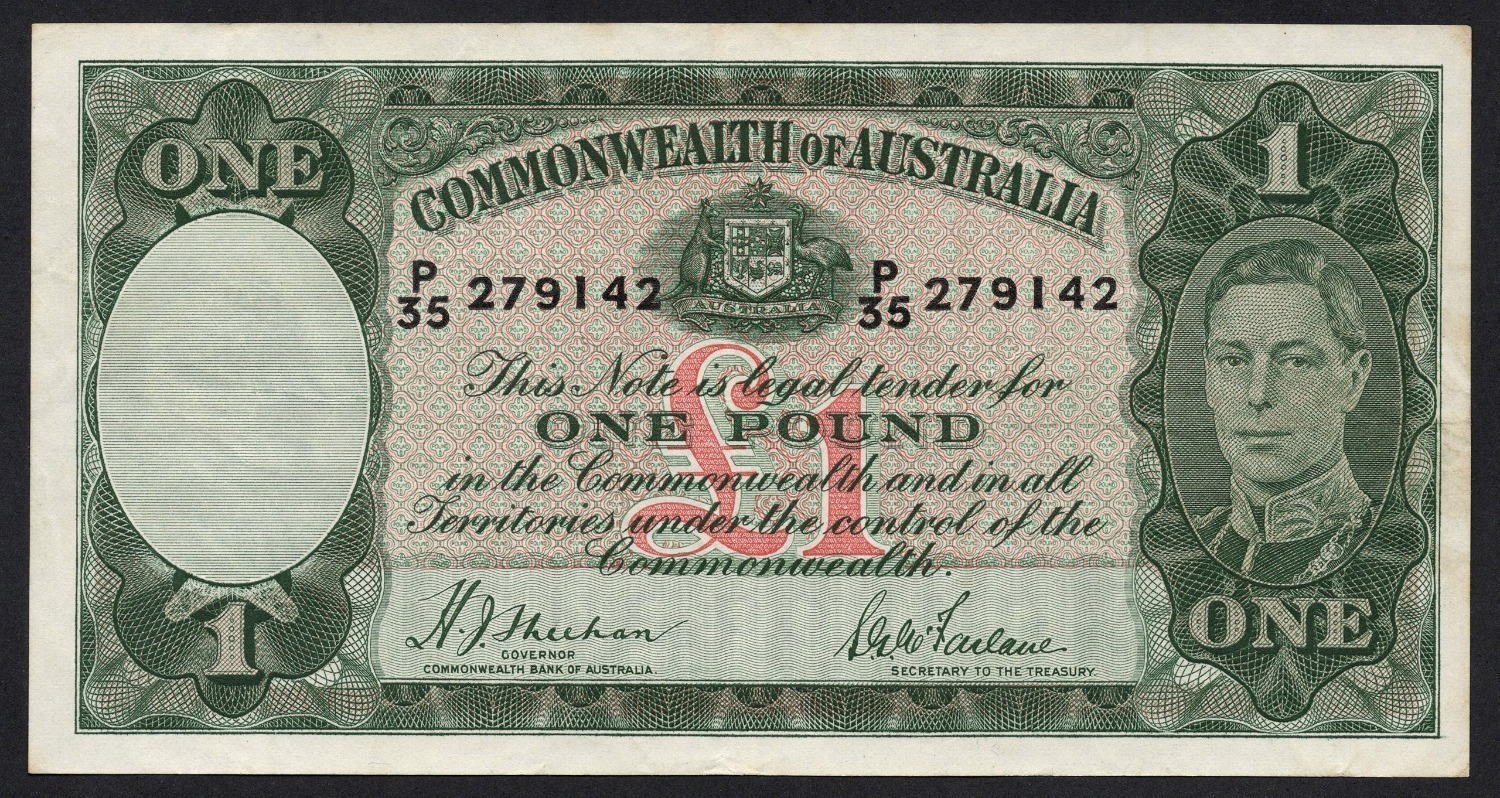 ONE
1
COMMONWEALTH OF AUSTRALIA
P/35 279142 P/35 279142
AUSTRALIA
£1
This Note is legal tender for
ONE POUND
in the Commonwealth and in all
Territories under the control of the
Commonwealth.
H. J. Sheehan
GOVERNOR
COMMONWEALTH BANK OF AUSTRALIA.
S. G. McFarlane
SECRETARY TO THE TREASURY.
1
ONE